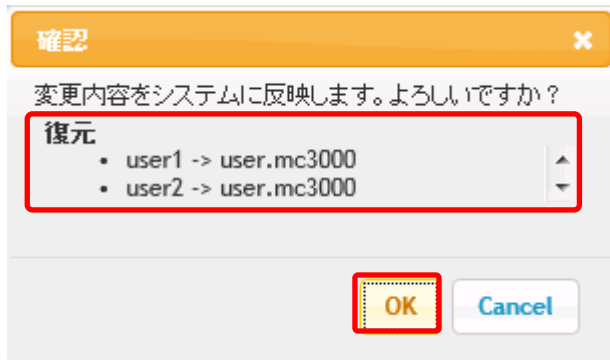 確認
変更内容をシステムに反映します。よろしいですか？
復元
• user1 -> user.mc3000
• user2 -> user.mc3000
OK
Cancel